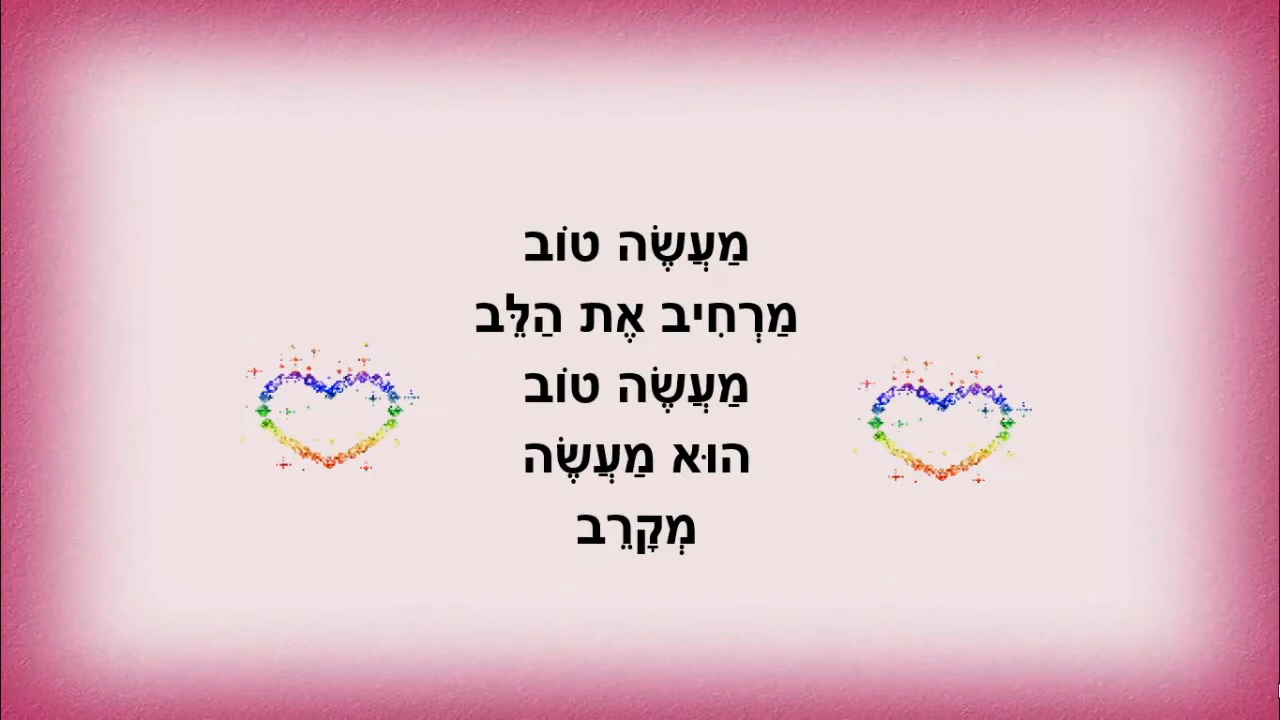 מַעֲשֶׂה טוֹב
מַרְחִיב אֶת הַלֵּב
מַעֲשֶׂה טוֹב
הוּא מַעֲשֶׂה
מְקָרֵב